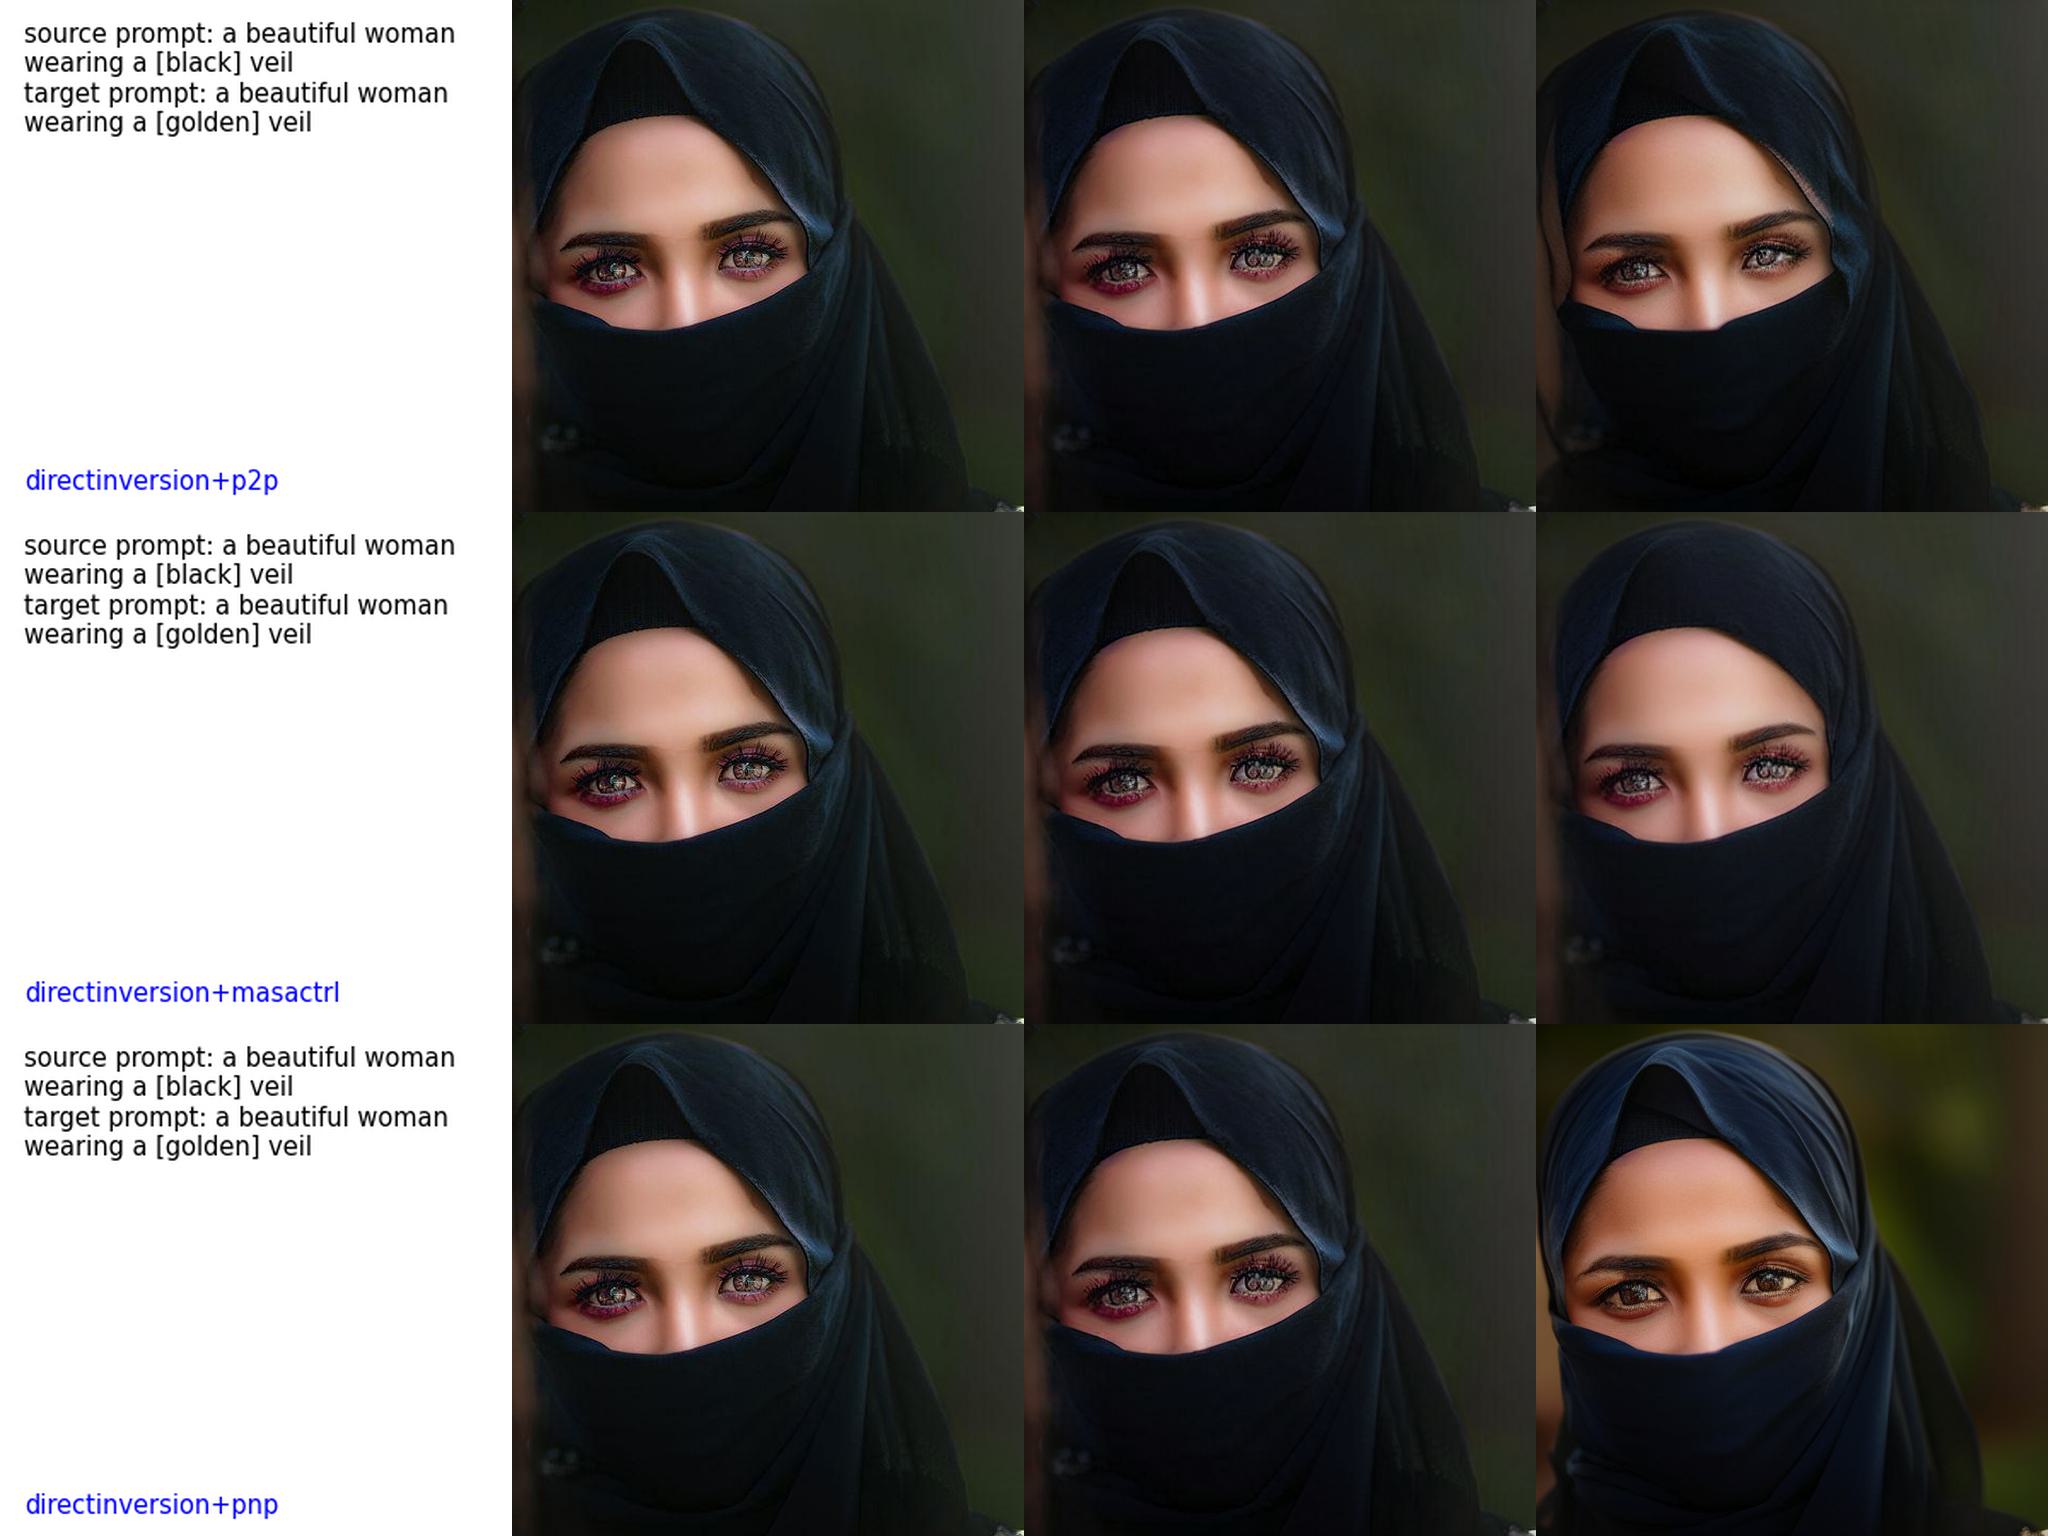 source prompt: a beautiful woman
wearing a [black] veil
target prompt: a beautiful woman
wearing a [golden] veil
directinversion+p2p
source prompt: a beautiful woman
wearing a [black] veil
target prompt: a beautiful woman
wearing a [golden] veil
directinversion+masactrl
source prompt: a beautiful woman
wearing a [black] veil
target prompt: a beautiful woman
wearing a [golden] veil
directinversion+pnp